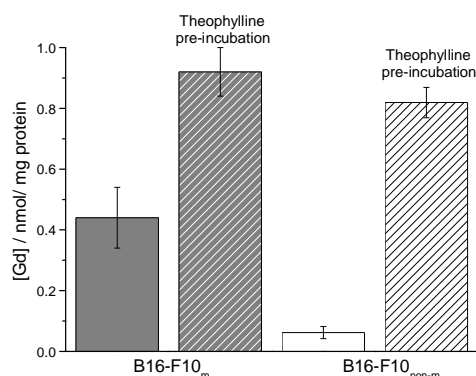 Theophylline
pre-incubation
Theophylline
pre-incubation
[Gd] / nmol/ mg protein
1.0
0.8
0.6
0.4
0.2
0.0
B16-F10m
B16-F10non-m